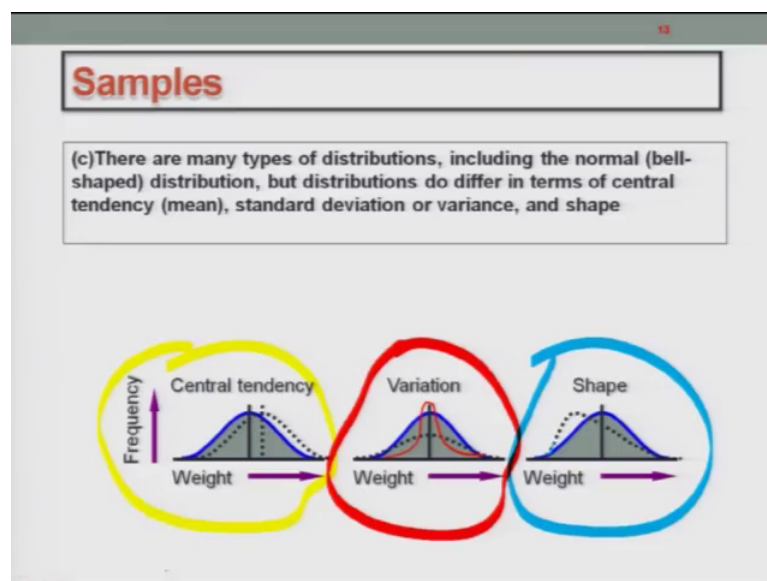 13
Samples
(c)There are many types of distributions, including the normal (bell-
shaped) distribution, but distributions do differ in terms of central
tendency (mean), standard deviation or variance, and shape
Frequency
Central tendency
Weight
Variation
Weight
Shape
Weight